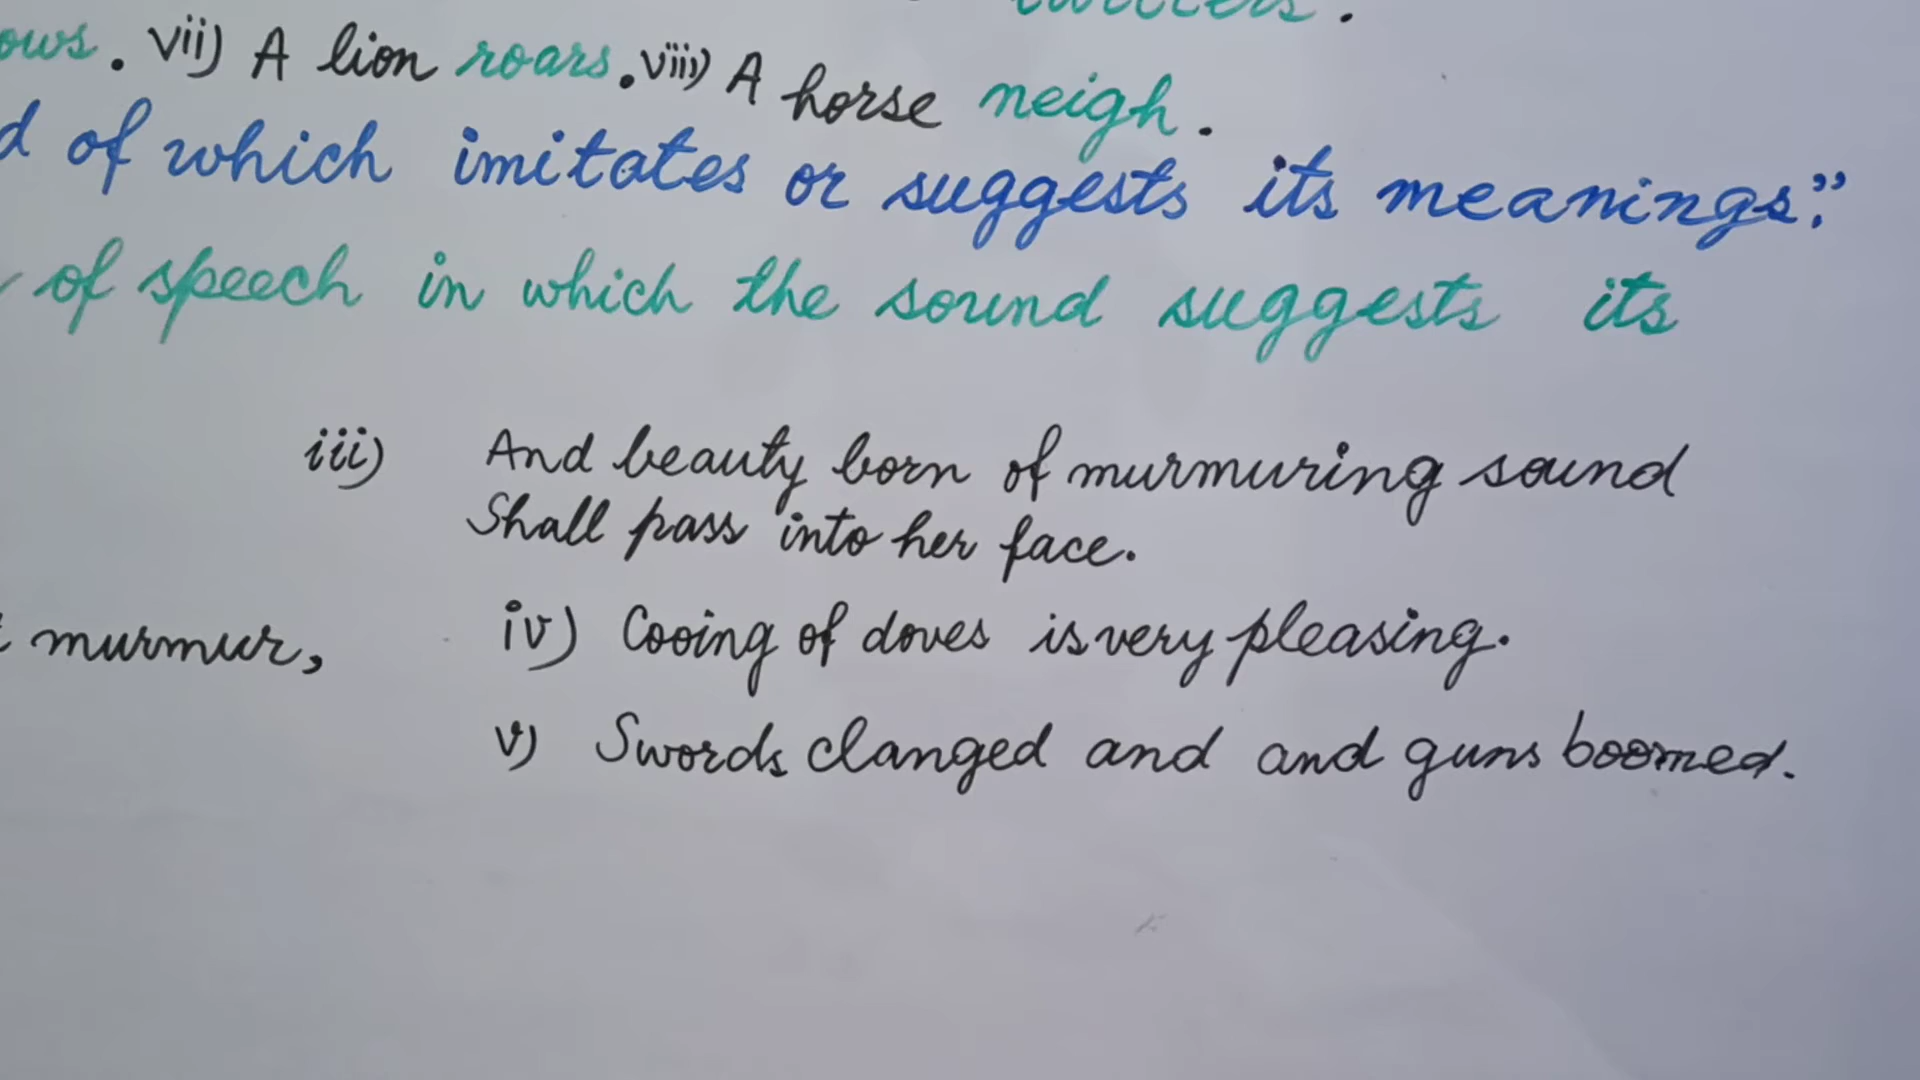 vii) A lion roars. viii) A horse neigh.
of which imitates or suggests its meanings."
of speech in which the sound suggests its
iii) And beauty born of murmuring sound
Shall pass into her face.
murmur,
iv) Cooing of doves is very pleasing.
v) Swords clanged and and guns boomed.